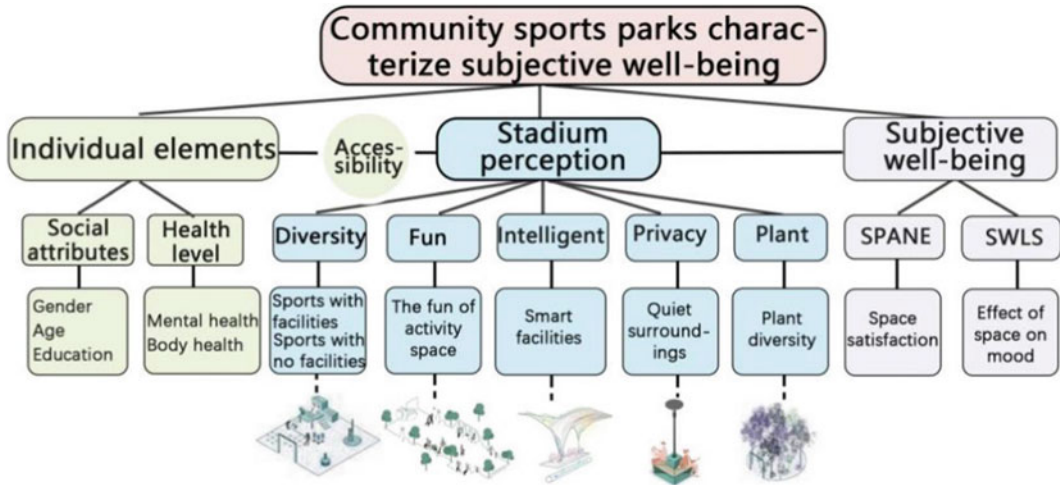 Community sports parks charac-
terize subjective well-being
Individual elements
Acces-
sibility
Stadium
perception
Subjective
well-being
Social
attributes
Health
level
Diversity
Fun
Intelligent
Privacy
Plant
SPANE
SWLS
Gender
Age
Education
Mental health
Body health
Sports with
facilities
Sports with
no facilities
The fun of
activity
space
Smart
facilities
Quiet
surround-
ings
Plant
diversity
Space
satisfaction
Effect of
space on
mood